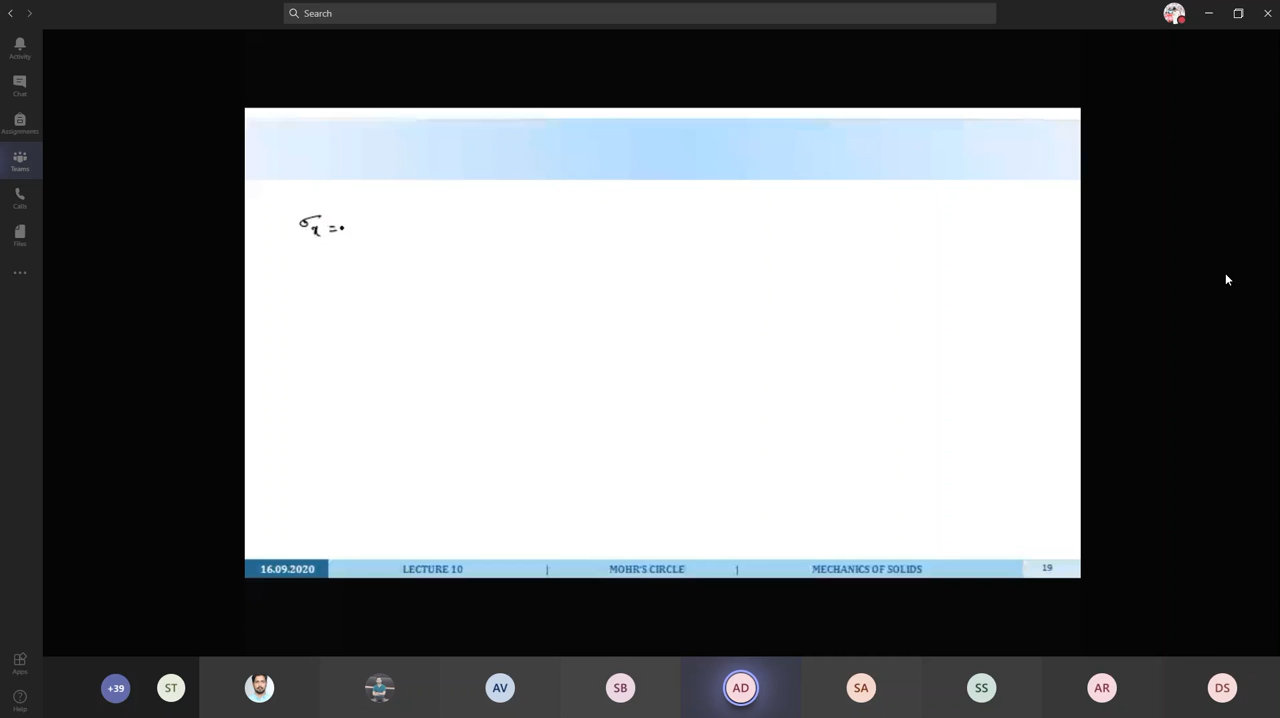 Search
Activity
Chat
Assignments
Teams
Calls
Files
σx =
16.09.2020 LECTURE 10 | MOHR'S CIRCLE | MECHANICS OF SOLIDS 19
Apps
Help
+39 ST AV SB AD SA SS AR DS